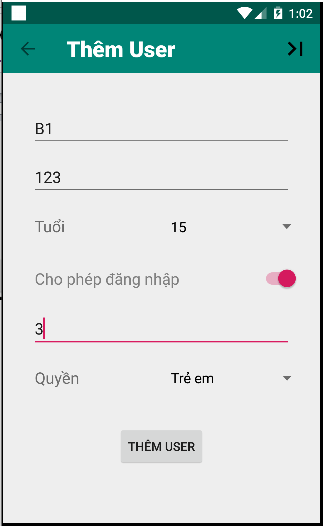 1:02
Thêm User
B1
123
Tuổi 15
Cho phép đăng nhập
3
Quyền Trẻ em
THÊM USER